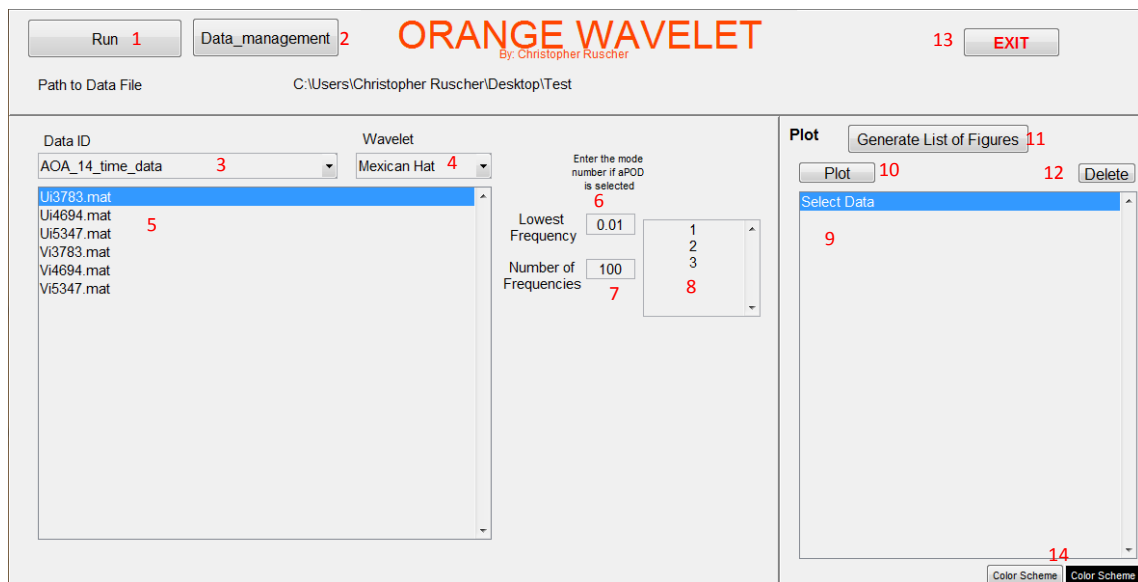 Run 1
Data_management 2
ORANGE WAVELET
By: Christopher Ruscher
13 EXIT
Path to Data File
C:\Users\Christopher Ruscher\Desktop\Test
Data ID
AOA_14_time_data 3
Wavelet
Mexican Hat 4
Ui3783.mat
Ui4694.mat
Ui5347.mat
Vi3783.mat
Vi4694.mat
Vi5347.mat
5
Enter the mode
number if aPOD
is selected
6
Lowest
Frequency
0.01
Number of
Frequencies
100
7
1
2
3
8
Plot
Generate List of Figures 11
Plot 10
12 Delete
Select Data
9
14
Color Scheme
Color Scheme